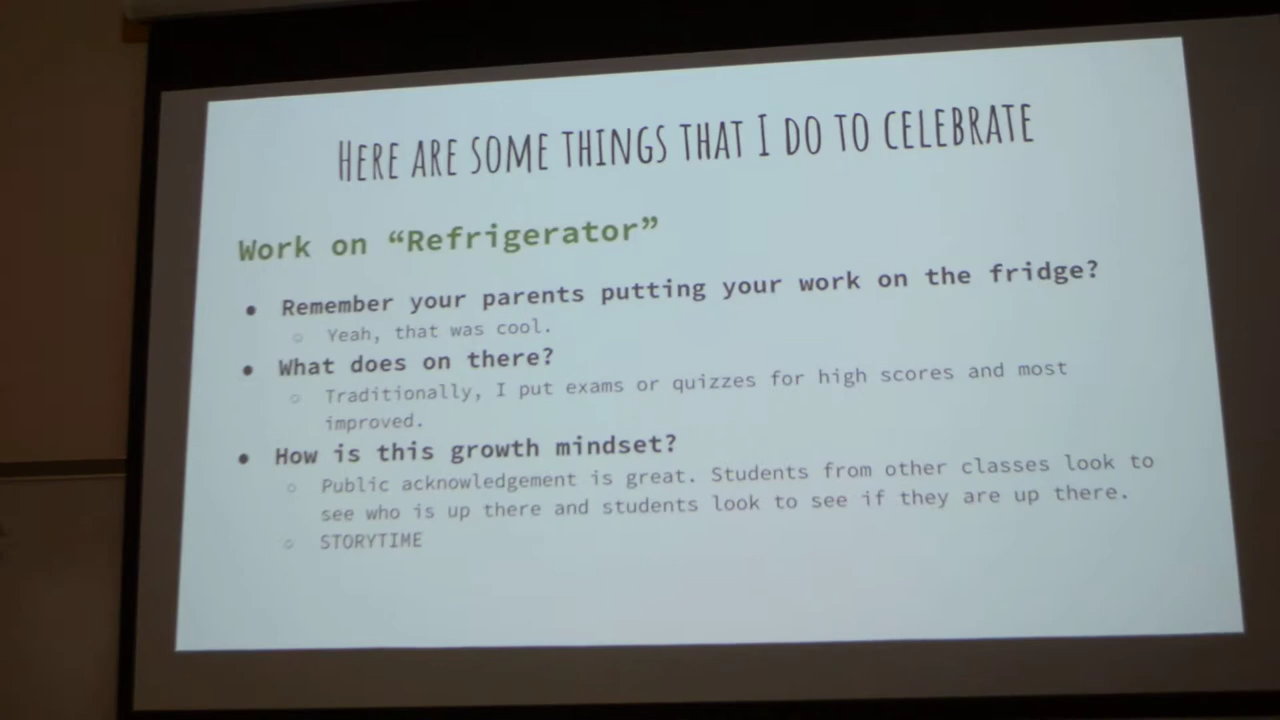 Here are some things that I do to celebrate
Work on “Refrigerator”
● Remember your parents putting your work on the fridge?
○ Yeah, that was cool.
● What does on there?
○ Traditionally, I put exams or quizzes for high scores and most
improved.
● How is this growth mindset?
○ Public acknowledgement is great. Students from other classes look to
see who is up there and students look to see if they are up there.
○ STORYTIME